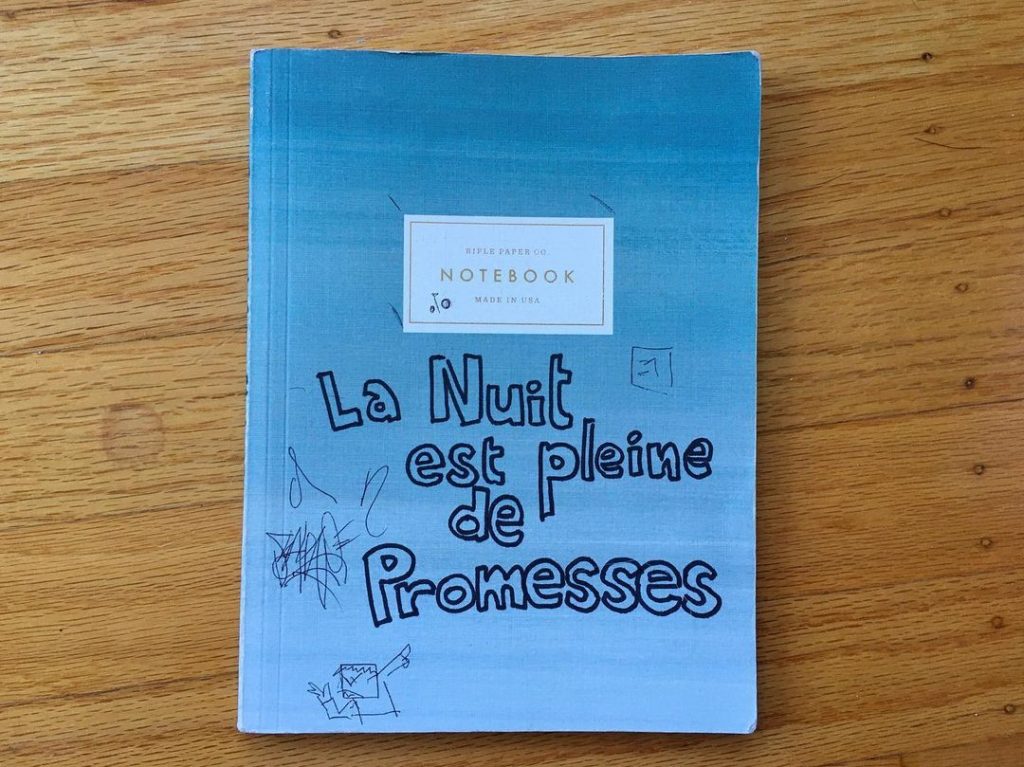 RIFLE PAPER CO.
NOTEBOOK
MADE IN USA
La Nuit
est pleine
de
Promesses